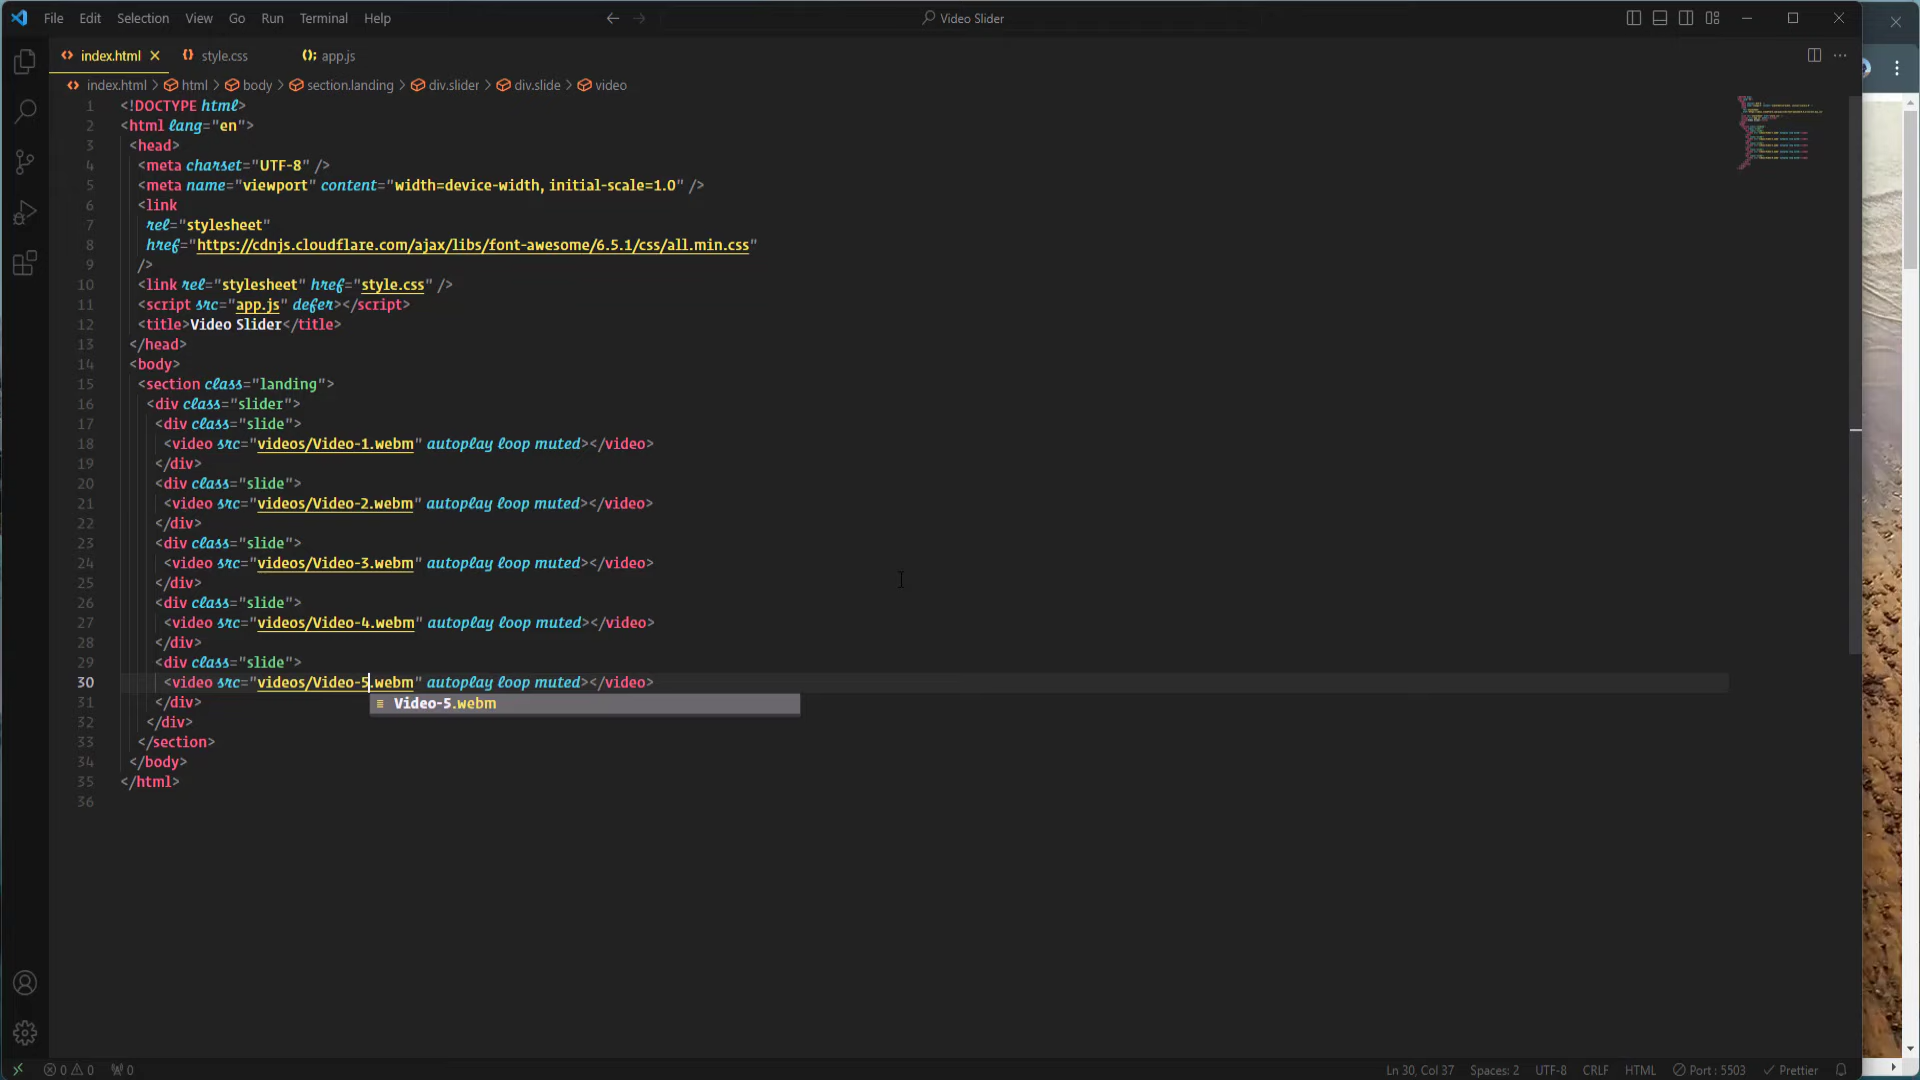 File Edit Selection View Go Run Terminal Help
Video Slider
index.html style.css app.js
index.html > html > body > section.landing > div.slider > div.slide > video
1 <!DOCTYPE html>
2 <html lang="en">
3 <head>
4 <meta charset="UTF-8" />
5 <meta name="viewport" content="width=device-width, initial-scale=1.0" />
6 <link
7 rel="stylesheet"
8 href="https://cdnjs.cloudflare.com/ajax/libs/font-awesome/6.5.1/css/all.min.css"
9 />
10 <link rel="stylesheet" href="style.css" />
11 <script src="app.js" defer></script>
12 <title>Video Slider</title>
13 </head>
14 <body>
15 <section class="landing">
16 <div class="slider">
17 <div class="slide">
18 <video src="videos/Video-1.webm" autoplay loop muted></video>
19 </div>
20 <div class="slide">
21 <video src="videos/Video-2.webm" autoplay loop muted></video>
22 </div>
23 <div class="slide">
24 <video src="videos/Video-3.webm" autoplay loop muted></video>
25 </div>
26 <div class="slide">
27 <video src="videos/Video-4.webm" autoplay loop muted></video>
28 </div>
29 <div class="slide">
30 <video src="videos/Video-5.webm" autoplay loop muted></video>
Video-5.webm
31 </div>
32 </div>
33 </section>
34 </body>
35 </html>
36
0 0 0 Ln 30, Col 37 Spaces: 2 UTF-8 CRLF HTML Port : 5503 Prettier